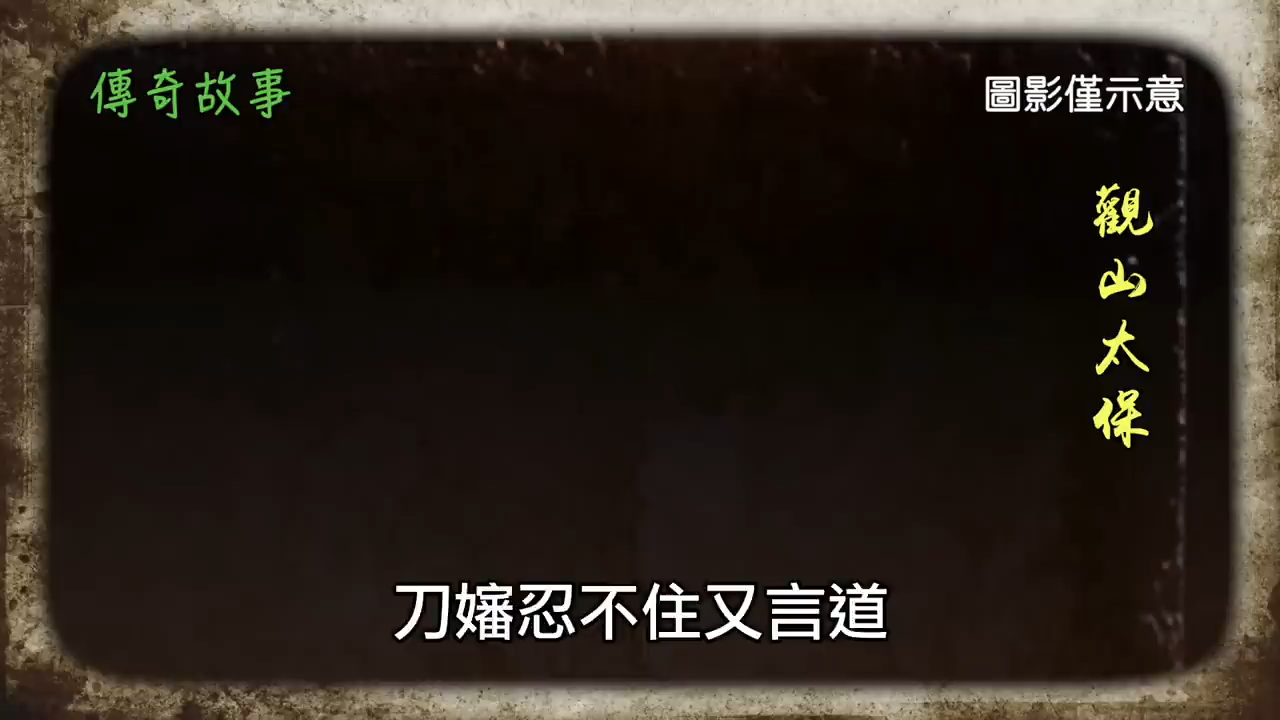 傳奇故事
圖影僅示意
觀山太保
刀嬸忍不住又言道